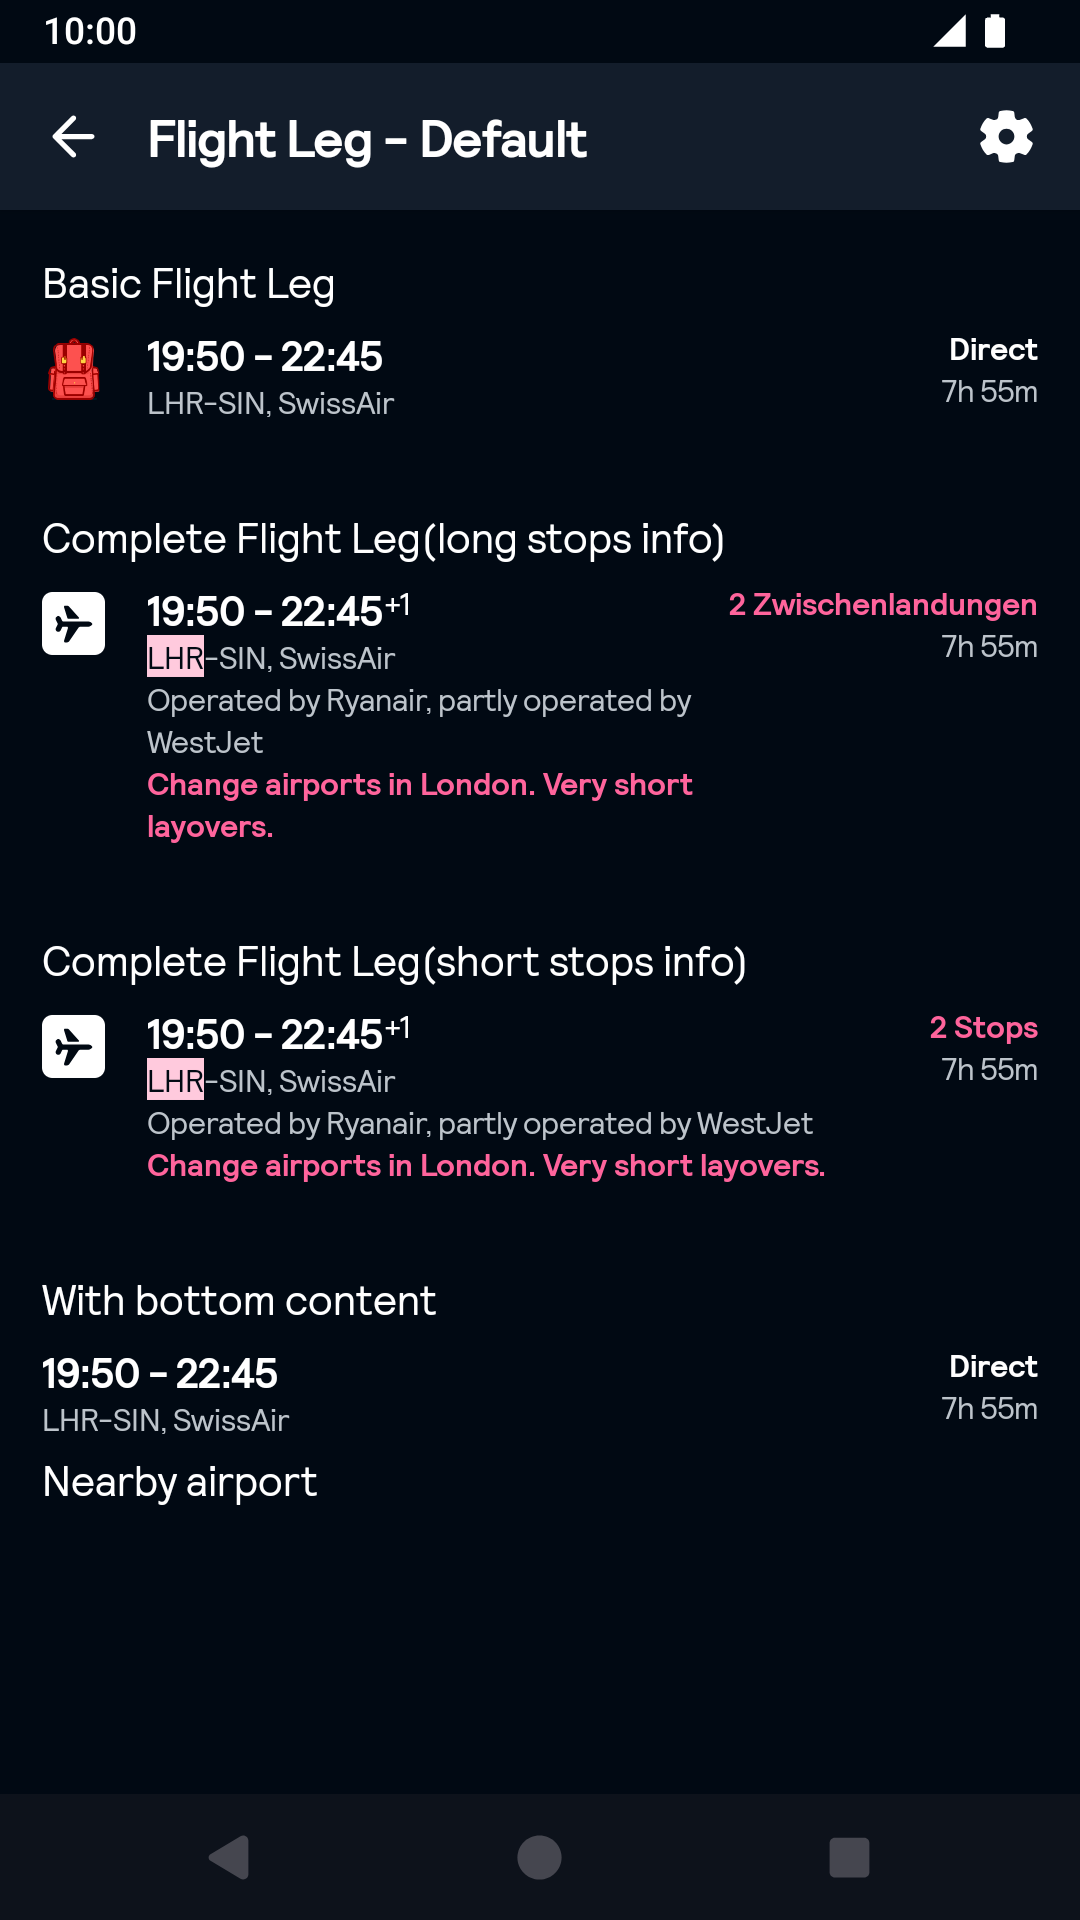 10:00
Flight Leg - Default
Basic Flight Leg
19:50 – 22:45
Direct
LHR-SIN, SwissAir
7h 55m
Complete Flight Leg(long stops info)
19:50 – 22:45+1
2 Zwischenlandungen
LHR-SIN, SwissAir
7h 55m
Operated by Ryanair, partly operated by
WestJet
Change airports in London. Very short
layovers.
Complete Flight Leg(short stops info)
19:50 – 22:45+1
2 Stops
LHR-SIN, SwissAir
7h 55m
Operated by Ryanair, partly operated by WestJet
Change airports in London. Very short layovers.
With bottom content
19:50 – 22:45
Direct
LHR-SIN, SwissAir
7h 55m
Nearby airport